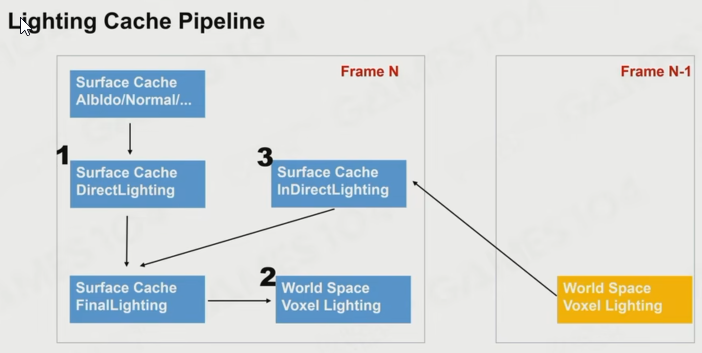 Lighting Cache Pipeline
Frame N
Frame N-1
Surface Cache
Albldo/Normal/...
1
Surface Cache
DirectLighting
3
Surface Cache
InDirectLighting
Surface Cache
FinalLighting
2
World Space
Voxel Lighting
World Space
Voxel Lighting